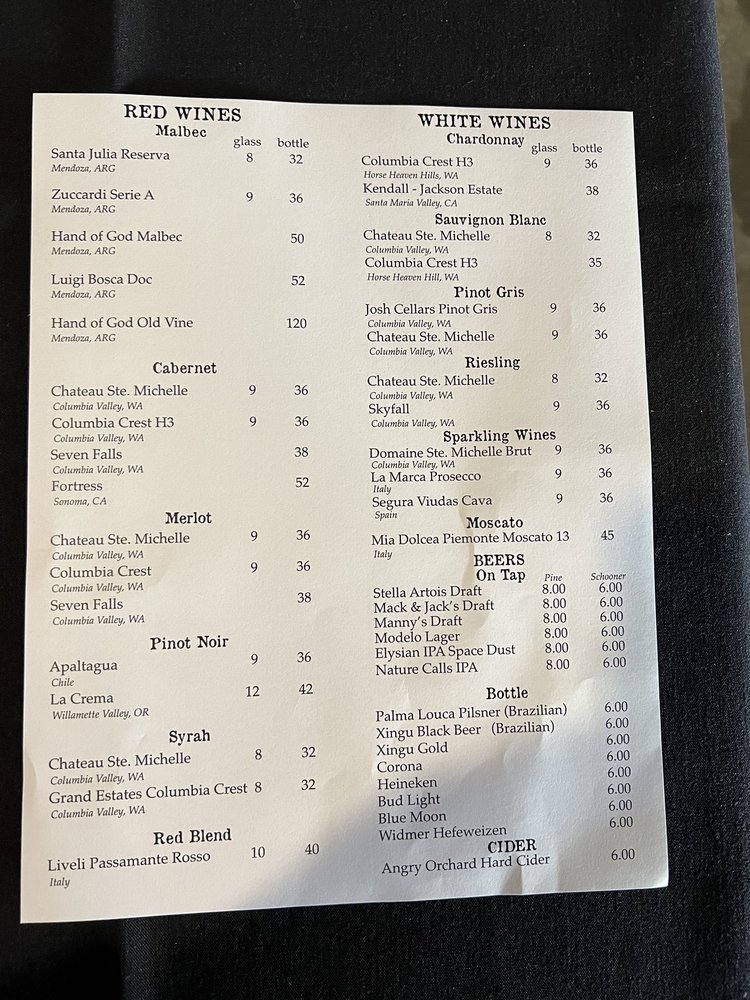 RED WINES
Malbec
glass bottle
Santa Julia Reserva 8 32
Mendoza, ARG
Zuccardi Serie A 9 36
Mendoza, ARG
Hand of God Malbec 50
Mendoza, ARG
Luigi Bosca Doc 52
Mendoza, ARG
Hand of God Old Vine 120
Mendoza, ARG
Cabernet
Chateau Ste. Michelle 9 36
Columbia Valley, WA
Columbia Crest H3 9 36
Columbia Valley, WA
Seven Falls 38
Columbia Valley, WA
Fortress 52
Sonoma, CA
Merlot
Chateau Ste. Michelle 9 36
Columbia Valley, WA
Columbia Crest 9 36
Columbia Valley, WA
Seven Falls 38
Columbia Valley, WA
Pinot Noir
Apaltagua 9 36
Chile
La Crema 12 42
Willamette Valley, OR
Syrah
Chateau Ste. Michelle 8 32
Columbia Valley, WA
Grand Estates Columbia Crest 8 32
Columbia Valley, WA
Red Blend
Liveli Passamante Rosso 10 40
Italy
WHITE WINES
Chardonnay
glass bottle
Columbia Crest H3 9 36
Horse Heaven Hills, WA
Kendall - Jackson Estate 38
Santa Maria Valley, CA
Sauvignon Blanc
Chateau Ste. Michelle 8 32
Columbia Valley, WA
Columbia Crest H3 35
Horse Heaven Hill, WA
Pinot Gris
Josh Cellars Pinot Gris 9 36
Columbia Valley, WA
Chateau Ste. Michelle 9 36
Columbia Valley, WA
Riesling
Chateau Ste. Michelle 8 32
Columbia Valley, WA
Skyfall 9 36
Columbia Valley, WA
Sparkling Wines
Domaine Ste. Michelle Brut 9 36
Columbia Valley, WA
La Marca Prosecco 9 36
Italy
Segura Viudas Cava 9 36
Spain
Moscato
Mia Dolcea Piemonte Moscato 13 45
Italy
BEERS
On Tap Pine Schooner
Stella Artois Draft 8.00 6.00
Mack & Jack's Draft 8.00 6.00
Manny's Draft 8.00 6.00
Modelo Lager 8.00 6.00
Elysian IPA Space Dust 8.00 6.00
Nature Calls IPA 8.00 6.00
Bottle
Palma Louca Pilsner (Brazilian) 6.00
Xingu Black Beer (Brazilian) 6.00
Xingu Gold 6.00
Corona 6.00
Heineken 6.00
Bud Light 6.00
Blue Moon 6.00
Widmer Hefeweizen 6.00
CIDER
Angry Orchard Hard Cider 6.00